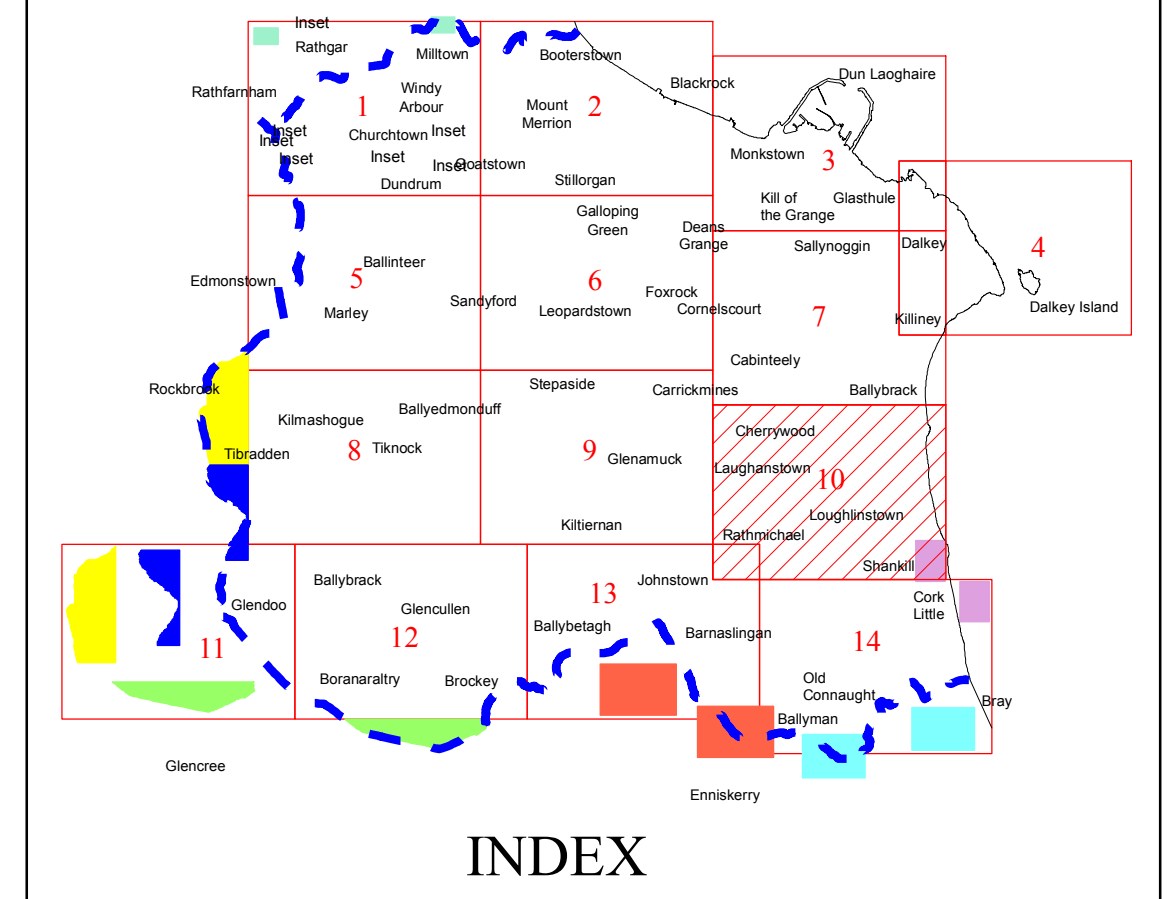 Inset
Rathgar
Milltown
Booterstown
Rathfarnham
Windy
Arbour
1
Mount
Merrion
2
Blackrock
Dun Laoghaire
Inset
Inset
Inset
Churchtown
Inset
Inset
Inset
Goatstown
Dundrum
Stillorgan
Monkstown
3
Kill of
the Grange
Glasthule
Galloping
Green
Deans
Grange
Sallynoggin
Dalkey
4
Dalkey Island
Edmonstown
Ballinteer
5
Marley
Sandyford
6
Leopardstown
Foxrock
Cornelscourt
7
Killiney
Cabinteely
Rockbrook
Stepaside
Carrickmines
Ballybrack
Kilmashogue
Ballyedmonduff
Tibradden
8
Tiknock
9
Glenamuck
Cherrywood
Laughanstown
10
Loughlinstown
Kiltiernan
Rathmichael
Shankill
Glendoo
11
Ballybrack
Glencullen
12
Boranaraltry
Brockey
13
Johnstown
Ballybetagh
Barnaslingan
Cork
Little
14
Old
Connaught
Bray
Ballyman
Glencree
Enniskerry
INDEX